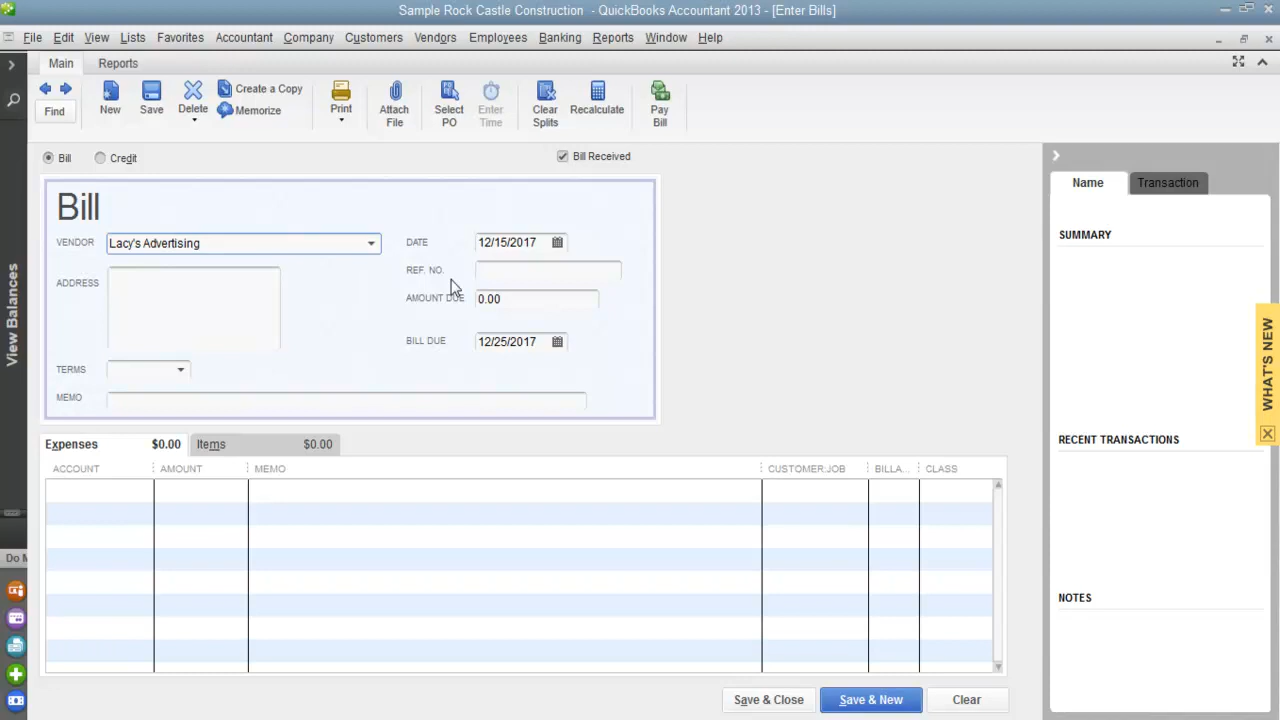 Sample Rock Castle Construction - QuickBooks Accountant 2013 - [Enter Bills]
File Edit View Lists Favorites Accountant Company Customers Vendors Employees Banking Reports Window Help
Main Reports
Find New Save Delete Create a Copy Memorize Print Attach File Select PO Enter Time Clear Splits Recalculate Pay Bill
Bill Credit Bill Received
Bill
VENDOR Lacy's Advertising DATE 12/15/2017
REF. NO.
ADDRESS
AMOUNT DUE 0.00
BILL DUE 12/25/2017
TERMS
MEMO
Expenses $0.00 Items $0.00
ACCOUNT AMOUNT MEMO CUSTOMER:JOB BILLA... CLASS
Save & Close Save & New Clear
Name Transaction
SUMMARY
RECENT TRANSACTIONS
NOTES
WHAT'S NEW
View Balances
Do M